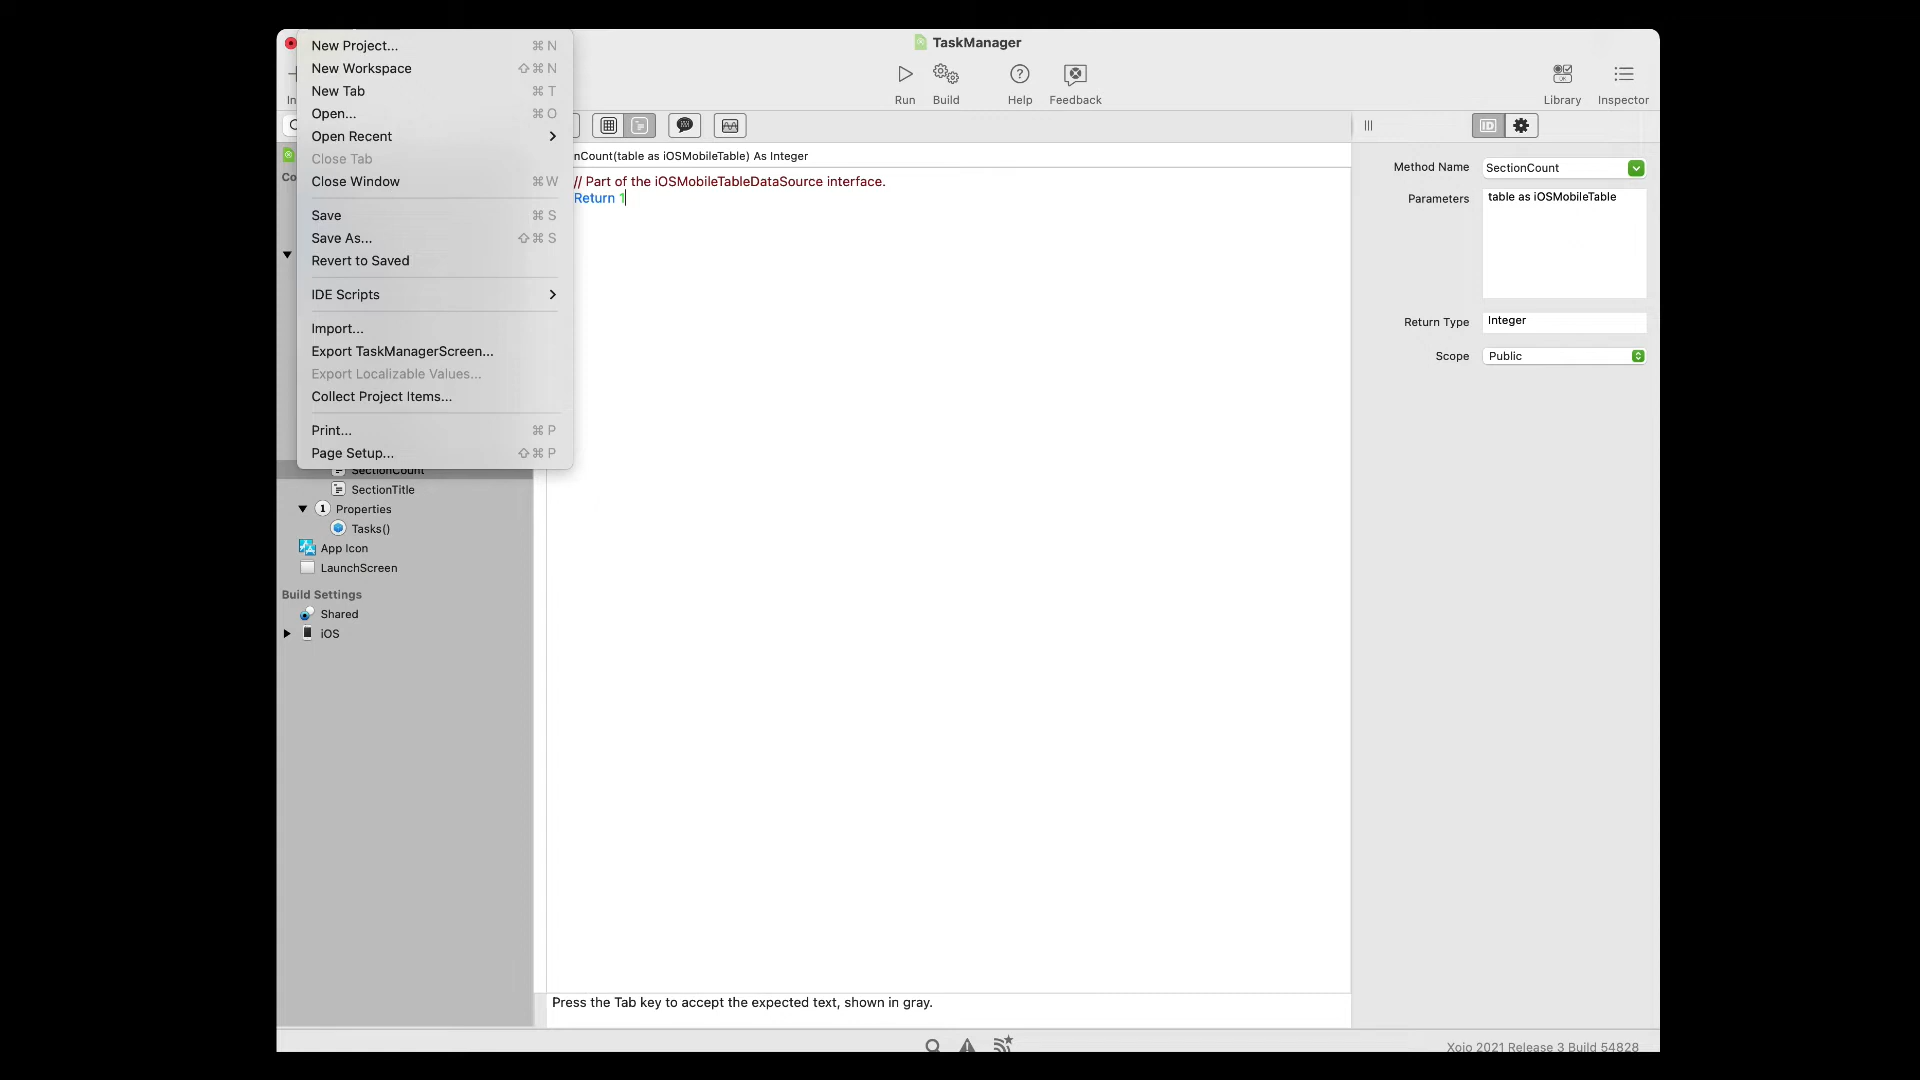 TaskManager
New Project... ⌘ N
New Workspace ⇧ ⌘ N
New Tab ⌘ T
Open... ⌘ O
Open Recent
Close Tab
Close Window ⌘ W
Save ⌘ S
Save As... ⇧ ⌘ S
Revert to Saved
IDE Scripts
Import...
Export TaskManagerScreen...
Export Localizable Values...
Collect Project Items...
Print... ⌘ P
Page Setup... ⇧ ⌘ P
Run Build Help Feedback Library Inspector
In
Co
nCount(table as iOSMobileTable) As Integer
// Part of the iOSMobileTableDataSource interface.
Return 1
SectionCount
SectionTitle
1 Properties
Tasks()
App Icon
LaunchScreen
Build Settings
Shared
iOS
ID
Method Name SectionCount
Parameters table as iOSMobileTable
Return Type Integer
Scope Public
Press the Tab key to accept the expected text, shown in gray.
Xojo 2021 Release 3 Build 54828